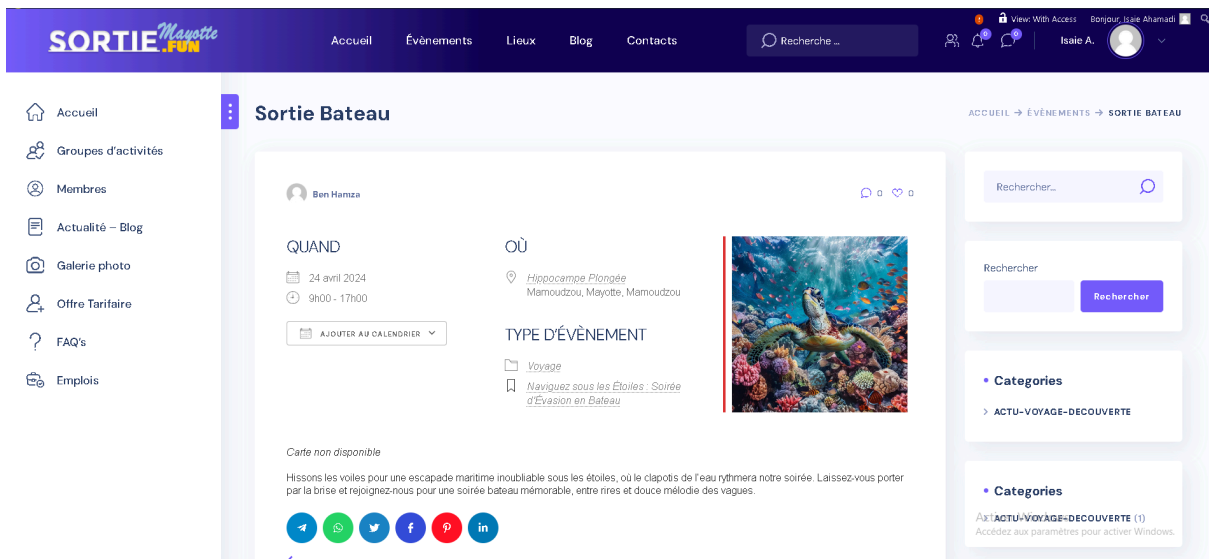 View: With Access Bonjour, Isaie Ahamadi
SORTIE Mayotte .FUN
Accueil Évènements Lieux Blog Contacts
Recherche ...
0 0
Isaie A.
Accueil
Groupes d'activités
Membres
Actualité – Blog
Galerie photo
Offre Tarifaire
FAQ's
Emplois
Sortie Bateau
ACCUEIL → ÉVÈNEMENTS → SORTIE BATEAU
Ben Hamza
0 0
QUAND
24 avril 2024
9h00 - 17h00
AJOUTER AU CALENDRIER
OÙ
Hippocampe Plongée
Mamoudzou, Mayotte, Mamoudzou
TYPE D'ÉVÈNEMENT
Voyage
Naviguez sous les Étoiles : Soirée
d'Évasion en Bateau
Carte non disponible
Hissons les voiles pour une escapade maritime inoubliable sous les étoiles, où le clapotis de l'eau rythmera notre soirée. Laissez-vous porter
par la brise et rejoignez-nous pour une soirée bateau mémorable, entre rires et douce mélodie des vagues.
Rechercher...
Rechercher
Rechercher
Categories
ACTU-VOYAGE-DECOUVERTE
Categories
ACTU-VOYAGE-DECOUVERTE (1)
Activer Windows
Accédez aux paramètres pour activer Windows.